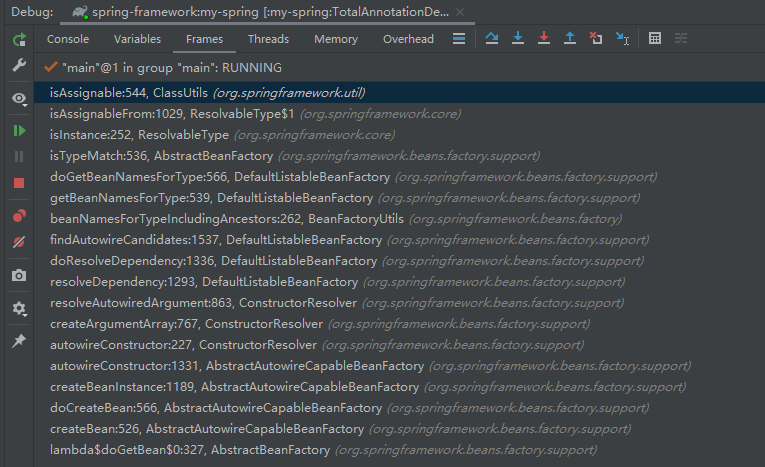 Debug: spring-framework:my-spring [:my-spring:TotalAnnotationDe... ×
Console Variables Frames Threads Memory Overhead
"main"@1 in group "main": RUNNING
isAssignable:544, ClassUtils (org.springframework.util)
isAssignableFrom:1029, ResolvableType$1 (org.springframework.core)
isInstance:252, ResolvableType (org.springframework.core)
isTypeMatch:536, AbstractBeanFactory (org.springframework.beans.factory.support)
doGetBeanNamesForType:566, DefaultListableBeanFactory (org.springframework.beans.factory.support)
getBeanNamesForType:539, DefaultListableBeanFactory (org.springframework.beans.factory.support)
beanNamesForTypeIncludingAncestors:262, BeanFactoryUtils (org.springframework.beans.factory)
findAutowireCandidates:1537, DefaultListableBeanFactory (org.springframework.beans.factory.support)
doResolveDependency:1336, DefaultListableBeanFactory (org.springframework.beans.factory.support)
resolveDependency:1293, DefaultListableBeanFactory (org.springframework.beans.factory.support)
resolveAutowiredArgument:863, ConstructorResolver (org.springframework.beans.factory.support)
createArgumentArray:767, ConstructorResolver (org.springframework.beans.factory.support)
autowireConstructor:227, ConstructorResolver (org.springframework.beans.factory.support)
autowireConstructor:1331, AbstractAutowireCapableBeanFactory (org.springframework.beans.factory.support)
createBeanInstance:1189, AbstractAutowireCapableBeanFactory (org.springframework.beans.factory.support)
doCreateBean:566, AbstractAutowireCapableBeanFactory (org.springframework.beans.factory.support)
createBean:526, AbstractAutowireCapableBeanFactory (org.springframework.beans.factory.support)
lambda$doGetBean$0:327, AbstractBeanFactory (org.springframework.beans.factory.support)